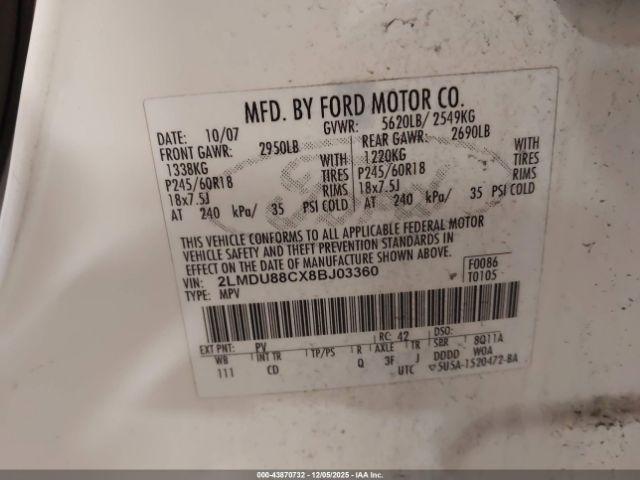 MFD. BY FORD MOTOR CO.
DATE: 10/07 GVWR: 5620LB/ 2549KG
FRONT GAWR: 2950LB REAR GAWR: 2690LB
1338KG WITH 1220KG WITH
P245/60R18 TIRES P245/60R18 TIRES
18x7.5J RIMS 18x7.5J RIMS
AT 240 kPa/ 35 PSI COLD AT 240 kPa/ 35 PSI COLD
THIS VEHICLE CONFORMS TO ALL APPLICABLE FEDERAL MOTOR
VEHICLE SAFETY AND THEFT PREVENTION STANDARDS IN
EFFECT ON THE DATE OF MANUFACTURE SHOWN ABOVE.
VIN: 2LMDU88CX8BJ03360 F0086
TYPE: MPV T0105
EXT PNT: PV RC: 42 DSO:
WB INT TR TP/PS R AXLE TR SPR 8Q11A
111 CD Q 3F J DDDD WOA
UTC 5U5A-1520472-BA
000-43870732 12/05/2025 IAAI.CA